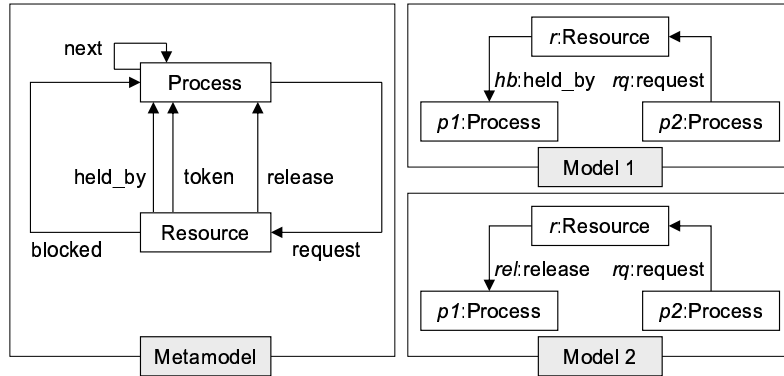 next
Process
held_by
token
release
Resource
blocked
request
Metamodel
r:Resource
hb:held_by
rq:request
p1:Process
p2:Process
Model 1
r:Resource
rel:release
rq:request
p1:Process
p2:Process
Model 2